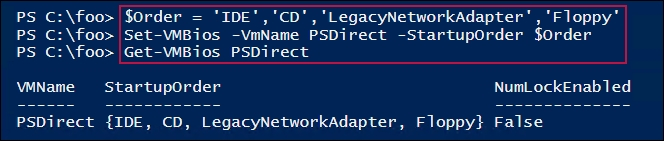 PS C:\foo> $Order = 'IDE','CD','LegacyNetworkAdapter','Floppy'
PS C:\foo> Set-VMBios -VmName PSDirect -StartupOrder $Order
PS C:\foo> Get-VMBios PSDirect
VMName   StartupOrder                              NumLockEnabled
------   ------------                              --------------
PSDirect {IDE, CD, LegacyNetworkAdapter, Floppy} False